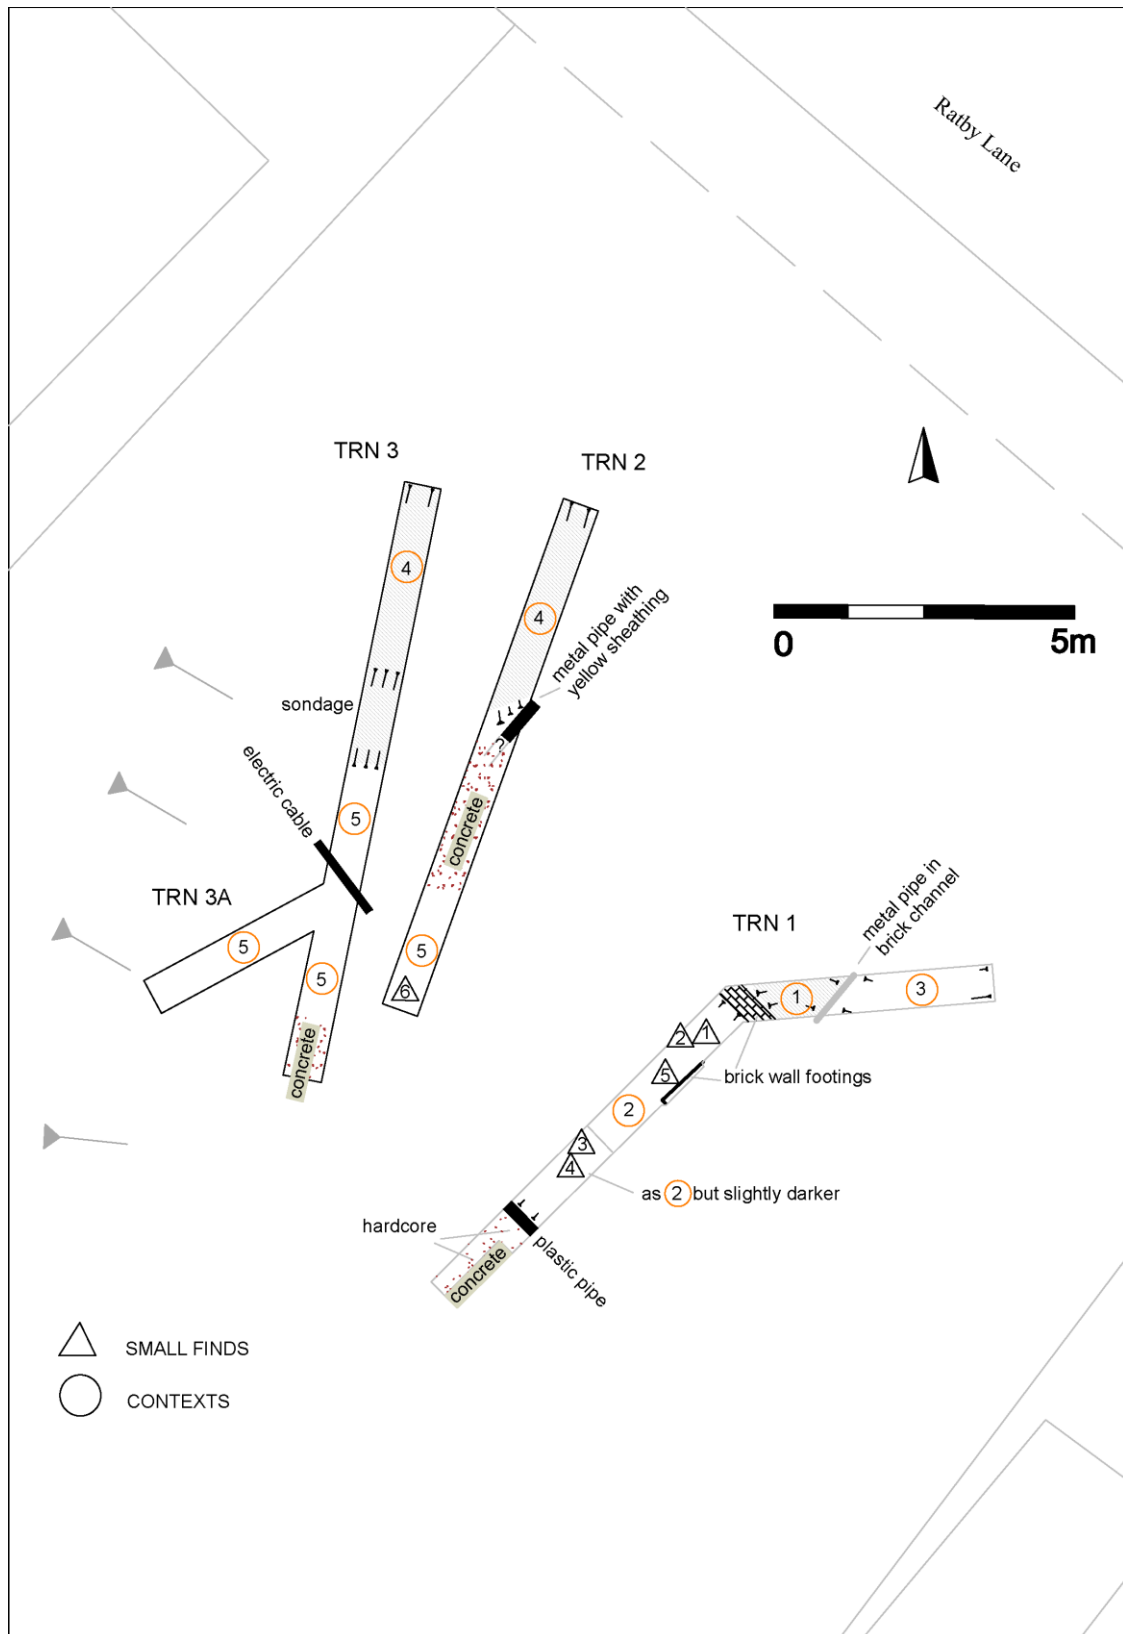 Ratby Lane
TRN 3
TRN 2
4
4
metal pipe with
yellow sheathing
0
5m
sondage
?
electric cable
5
concrete
TRN 3A
5
5
5
6
concrete
TRN 1
metal pipe in
brick channel
1
3
2
1
5
brick wall footings
2
3
4
as 2 but slightly darker
hardcore
plastic pipe
concrete
SMALL FINDS
CONTEXTS